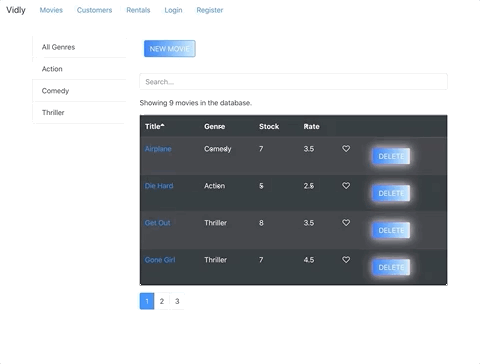 Vidly Movies Customers Rentals Login Register
All Genres
Action
Comedy
Thriller
NEW MOVIE
Search...
Showing 9 movies in the database.
Title Genre Stock Rate
Airplane Comedy 7 3.5 DELETE
Die Hard Action 5 2.5 DELETE
Get Out Thriller 8 3.5 DELETE
Gone Girl Thriller 7 4.5 DELETE
1 2 3